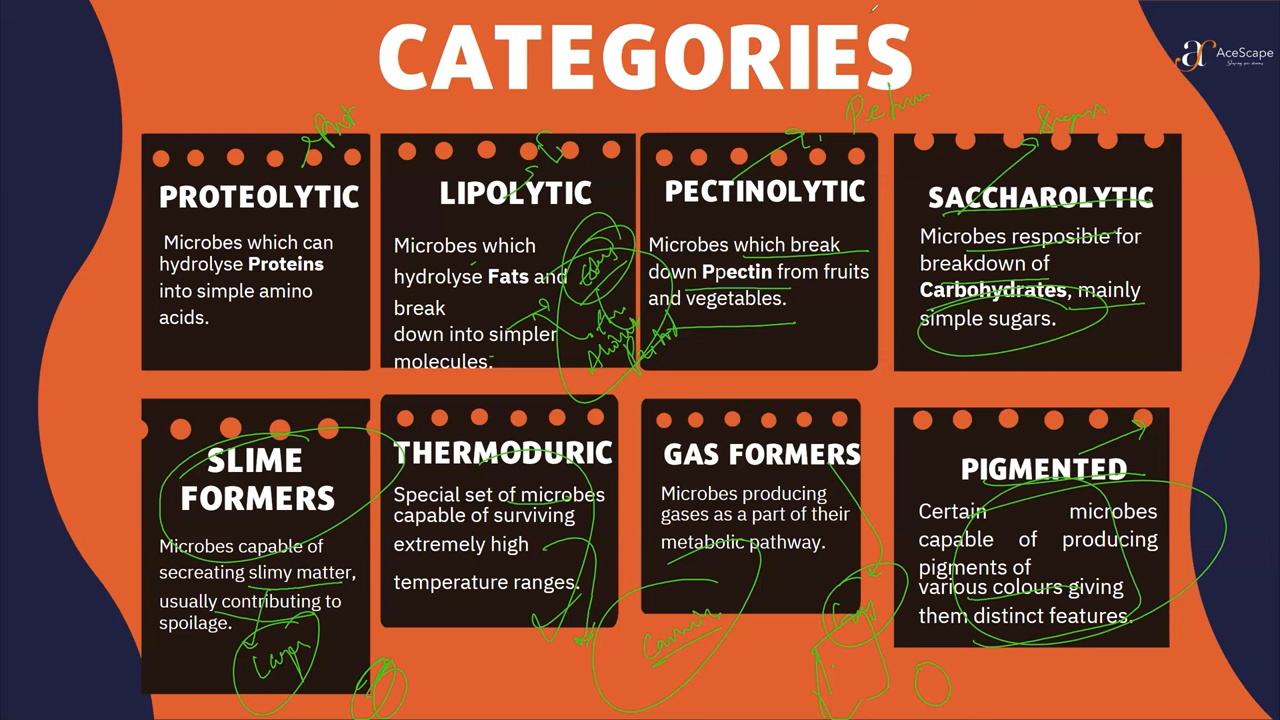 CATEGORIES
AceScape
PROTEOLYTIC
Microbes which can
hydrolyse Proteins
into simple amino
acids.
LIPOLYTIC
Microbes which
hydrolyse Fats and
break
down into simpler
molecules.
PECTINOLYTIC
Microbes which break
down Ppectin from fruits
and vegetables.
SACCHAROLYTIC
Microbes resposible for
breakdown of
Carbohydrates, mainly
simple sugars.
SLIME
FORMERS
Microbes capable of
secreating slimy matter,
usually contributing to
spoilage.
THERMODURIC
Special set of microbes
capable of surviving
extremely high
temperature ranges.
GAS FORMERS
Microbes producing
gases as a part of their
metabolic pathway.
PIGMENTED
Certain microbes
capable of producing
pigments of
various colours giving
them distinct features.